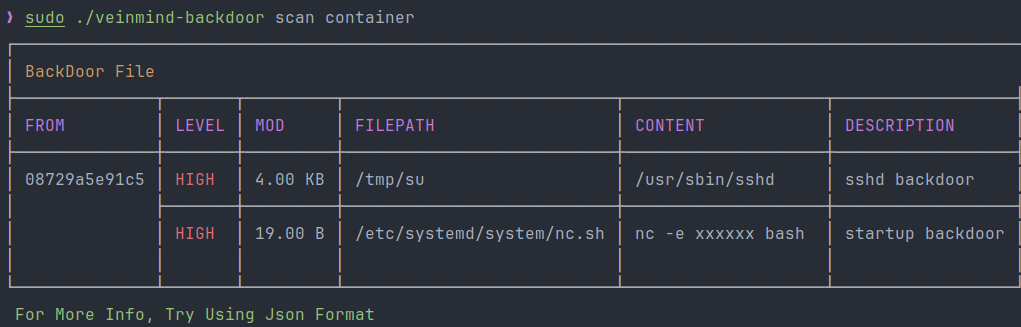 ❯ sudo ./veinmind-backdoor scan container
BackDoor File
FROM LEVEL MOD FILEPATH CONTENT DESCRIPTION
08729a5e91c5 HIGH 4.00 KB /tmp/su /usr/sbin/sshd sshd backdoor
HIGH 19.00 B /etc/systemd/system/nc.sh nc -e xxxxxx bash startup backdoor
For More Info, Try Using Json Format